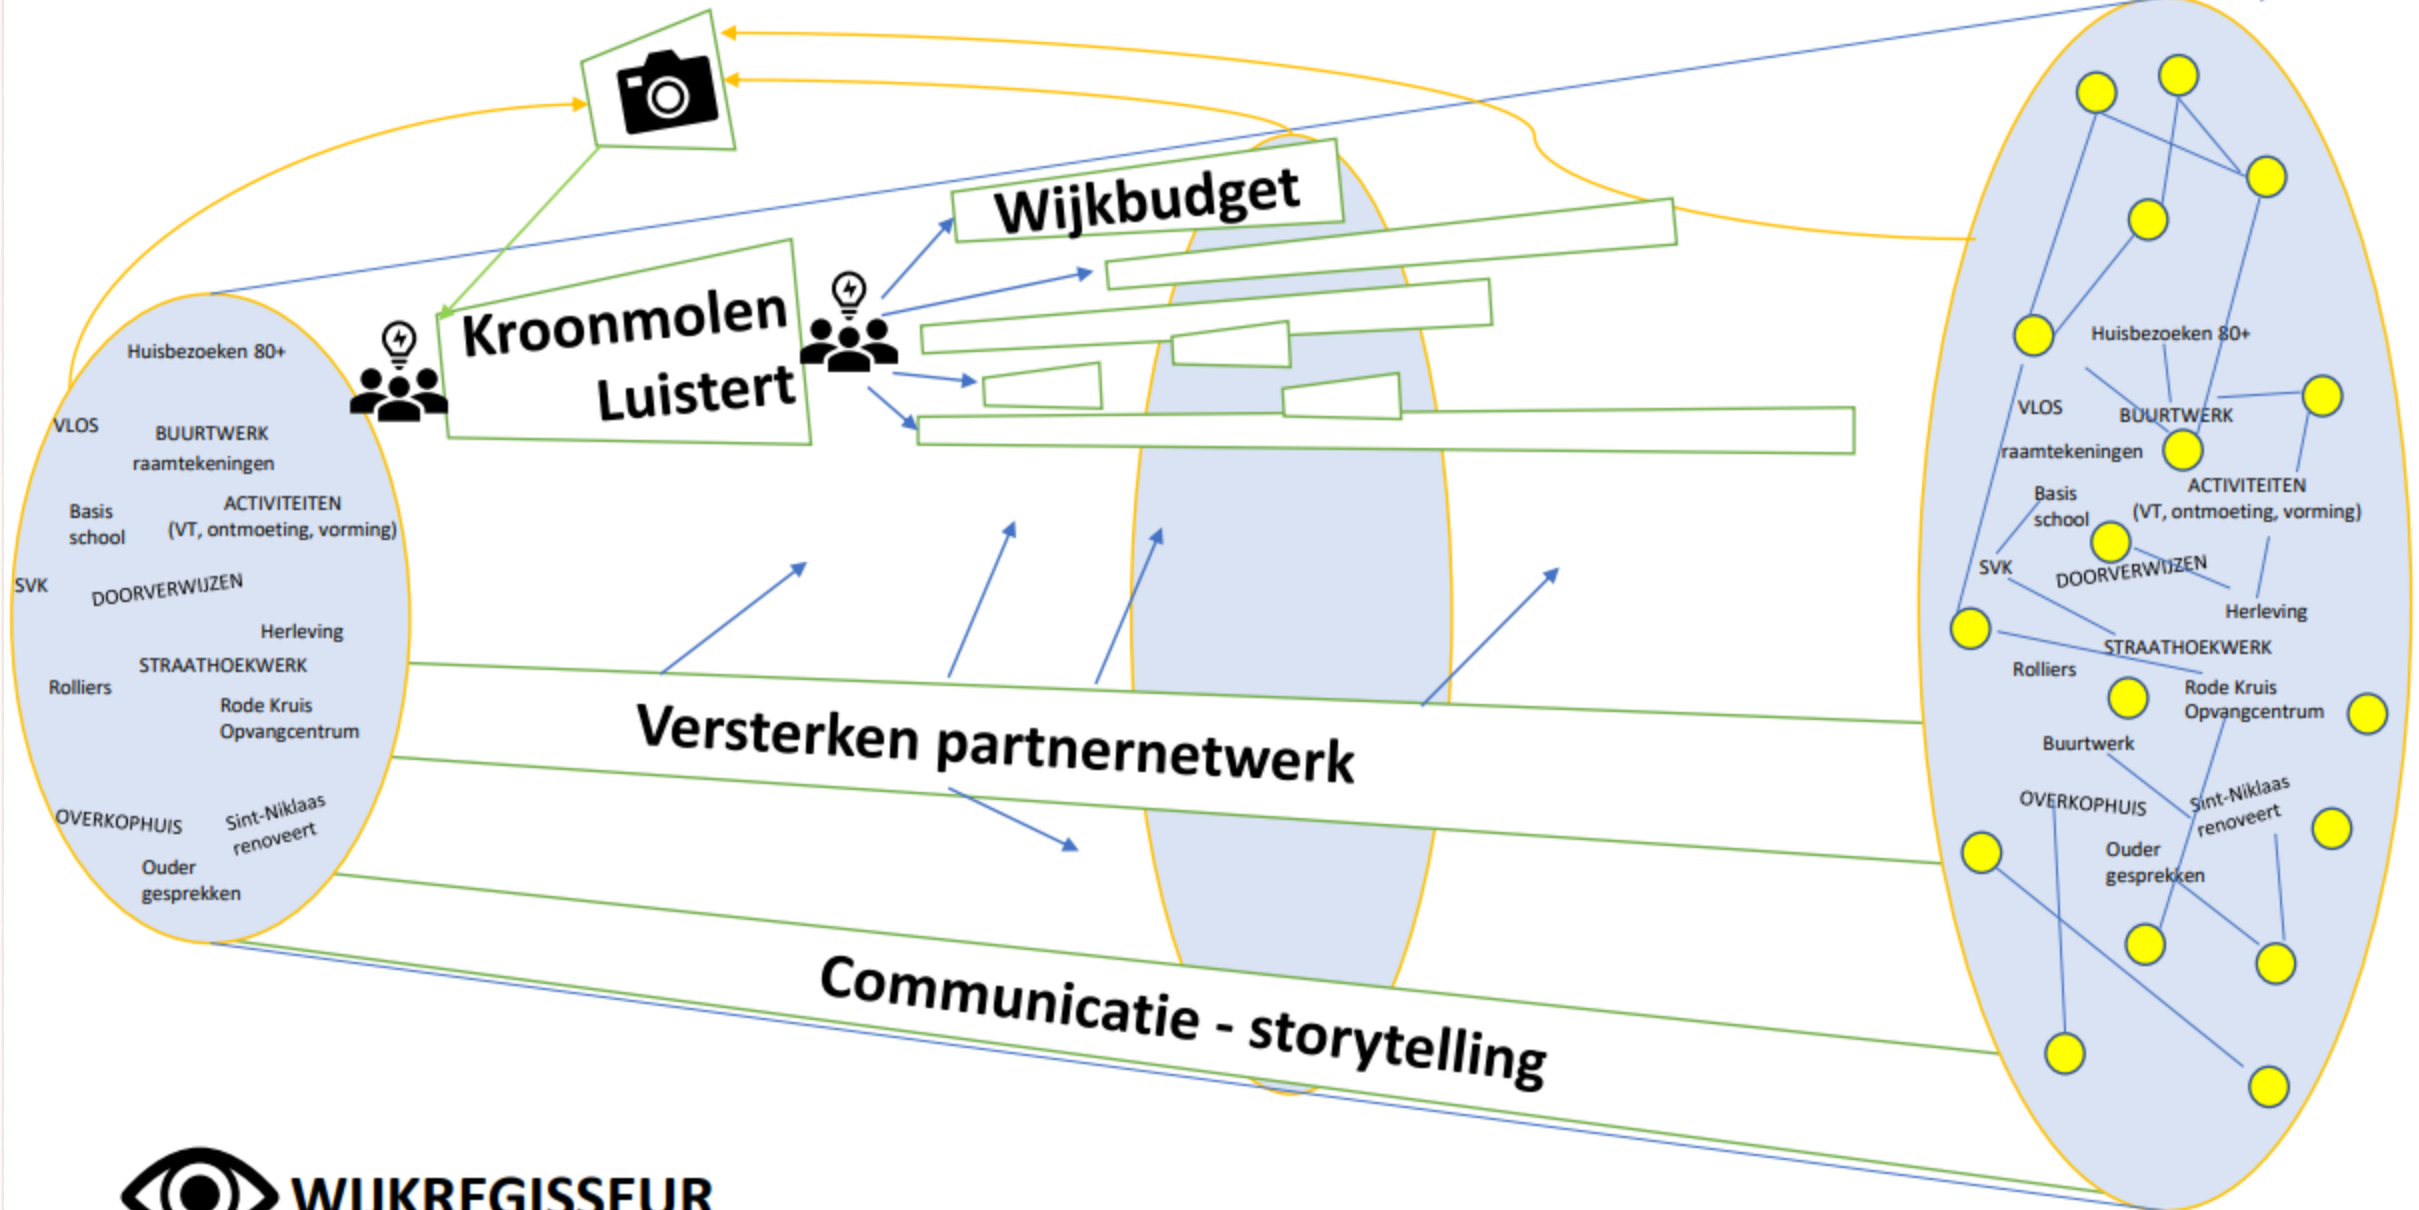 Wijkbudget
Kroonmolen
Luistert
Huisbezoeken 80+
VLOS
BUURTWERK
raamtekeningen
Basis
school
ACTIVITEITEN
(VT, ontmoeting, vorming)
SVK
DOORVERWIJZEN
Herleving
STRAATHOEKWERK
Rolliers
Rode Kruis
Opvangcentrum
OVERKOPHUIS
Sint-Niklaas
renoveert
Ouder
gesprekken
Versterken partnernetwerk
Communicatie - storytelling
Huisbezoeken 80+
VLOS
BUURTWERK
raamtekeningen
ACTIVITEITEN
(VT, ontmoeting, vorming)
Basis
school
SVK
DOORVERWIJZEN
Herleving
STRAATHOEKWERK
Rolliers
Rode Kruis
Opvangcentrum
Buurtwerk
OVERKOPHUIS
Sint-Niklaas
renoveert
Ouder
gesprekken
WIJKREGISSEUR